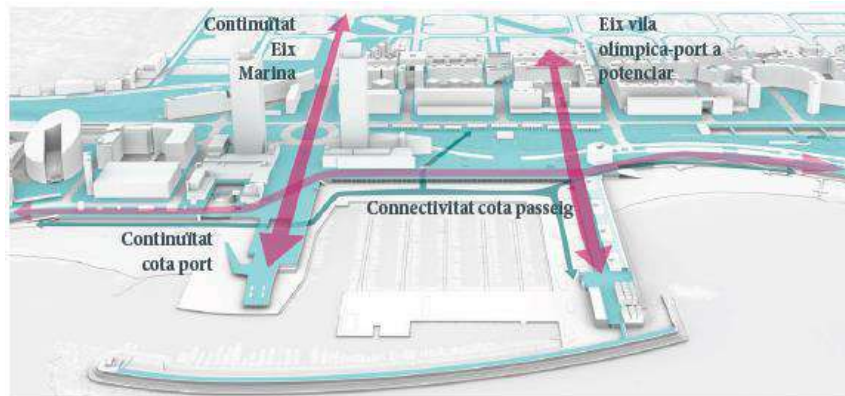 Continuïtat
Eix
Marina
Eix vila
olímpica-port a
potenciar
Connectivitat cota passeig
Continuïtat
cota port